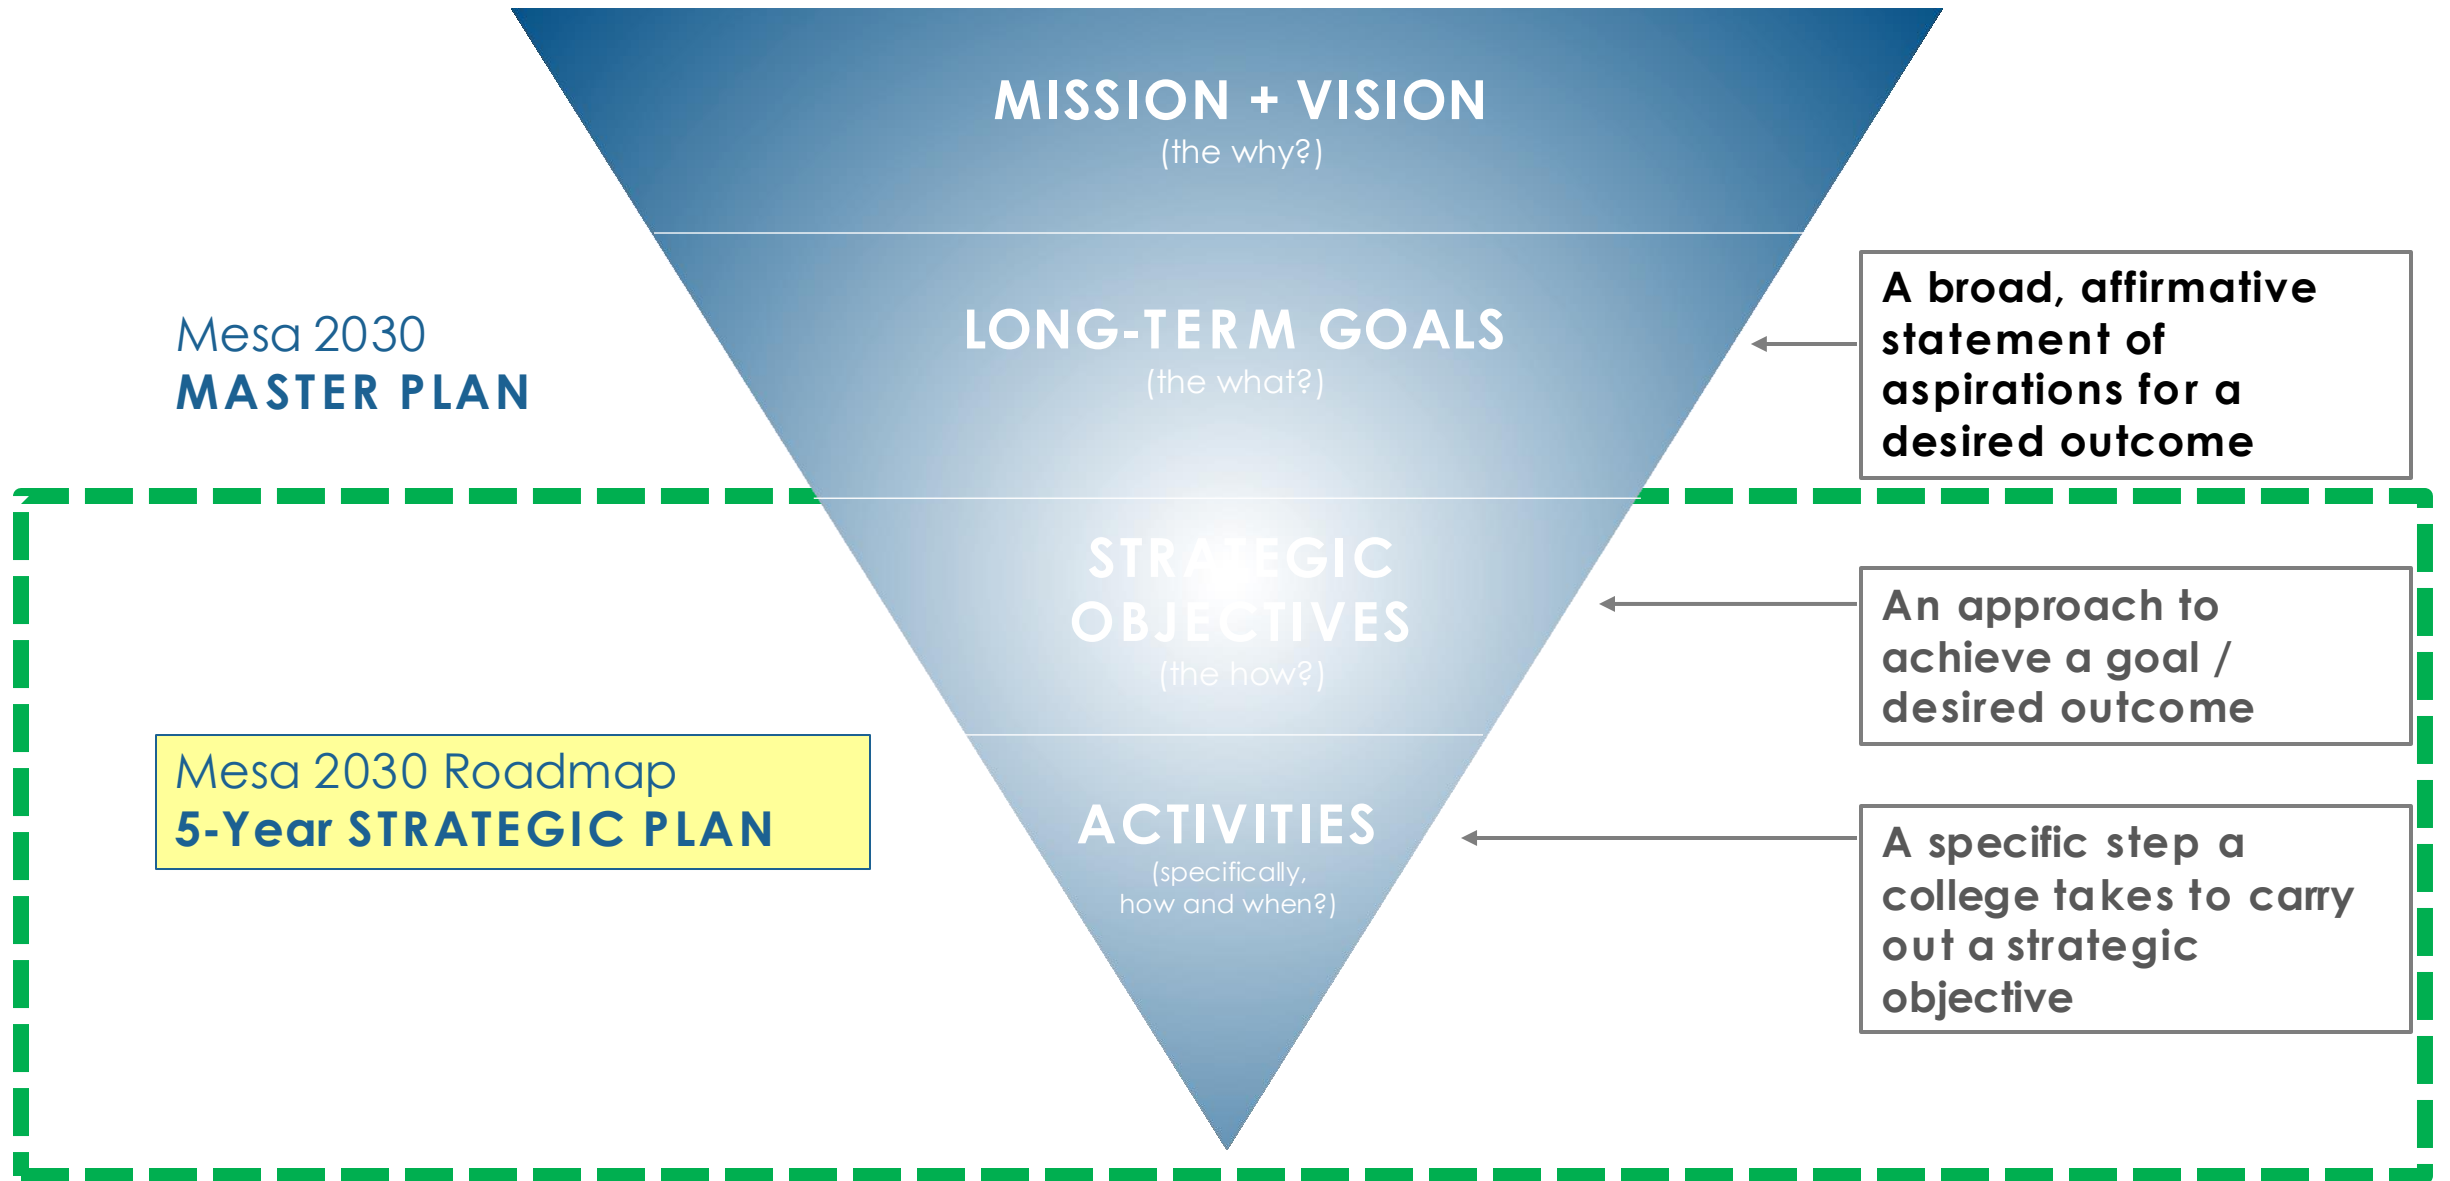 MISSION + VISION
(the why?)
Mesa 2030
MASTER PLAN
LONG-TERM GOALS
(the what?)
A broad, affirmative
statement of
aspirations for a
desired outcome
STRATEGIC
OBJECTIVES
(the how?)
An approach to
achieve a goal /
desired outcome
Mesa 2030 Roadmap
5-Year STRATEGIC PLAN
ACTIVITIES
(specifically,
how and when?)
A specific step a
college takes to carry
out a strategic
objective